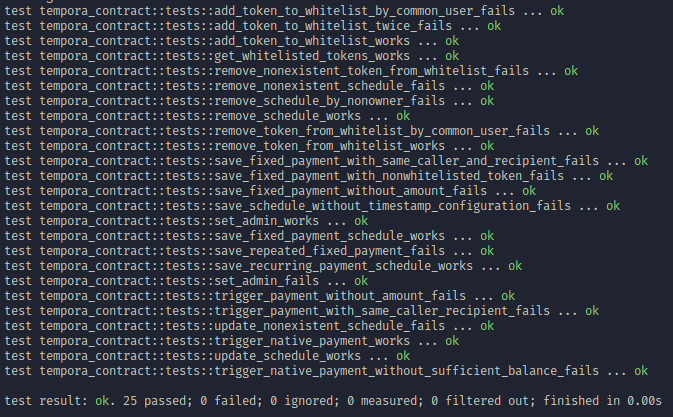 test tempora_contract::tests::add_token_to_whitelist_by_common_user_fails ... ok
test tempora_contract::tests::add_token_to_whitelist_twice_fails ... ok
test tempora_contract::tests::add_token_to_whitelist_works ... ok
test tempora_contract::tests::get_whitelisted_tokens_works ... ok
test tempora_contract::tests::remove_nonexistent_token_from_whitelist_fails ... ok
test tempora_contract::tests::remove_nonexistent_schedule_fails ... ok
test tempora_contract::tests::remove_schedule_by_nonowner_fails ... ok
test tempora_contract::tests::remove_schedule_works ... ok
test tempora_contract::tests::remove_token_from_whitelist_by_common_user_fails ... ok
test tempora_contract::tests::remove_token_from_whitelist_works ... ok
test tempora_contract::tests::save_fixed_payment_with_same_caller_and_recipient_fails ... ok
test tempora_contract::tests::save_fixed_payment_with_nonwhitelisted_token_fails ... ok
test tempora_contract::tests::save_fixed_payment_without_amount_fails ... ok
test tempora_contract::tests::save_schedule_without_timestamp_configuration_fails ... ok
test tempora_contract::tests::set_admin_works ... ok
test tempora_contract::tests::save_fixed_payment_schedule_works ... ok
test tempora_contract::tests::save_repeated_fixed_payment_fails ... ok
test tempora_contract::tests::save_recurring_payment_schedule_works ... ok
test tempora_contract::tests::set_admin_fails ... ok
test tempora_contract::tests::trigger_payment_without_amount_fails ... ok
test tempora_contract::tests::trigger_payment_with_same_caller_recipient_fails ... ok
test tempora_contract::tests::update_nonexistent_schedule_fails ... ok
test tempora_contract::tests::trigger_native_payment_works ... ok
test tempora_contract::tests::update_schedule_works ... ok
test tempora_contract::tests::trigger_native_payment_without_sufficient_balance_fails ... ok
test result: ok. 25 passed; 0 failed; 0 ignored; 0 measured; 0 filtered out; finished in 0.00s